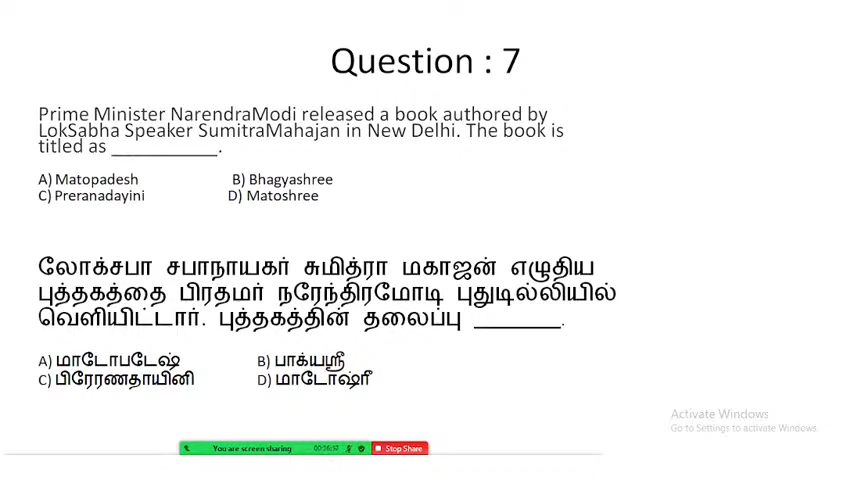 Question : 7
Prime Minister NarendraModi released a book authored by
LokSabha Speaker SumitraMahajan in New Delhi. The book is
titled as ___________.
A) Matopadesh B) Bhagyashree
C) Preranadayini D) Matoshree
லோக்சபா சபாநாயகர் சுமித்ரா மகாஜன் எழுதிய
புத்தகத்தை பிரதமர் நரேந்திரமோடி புதுடில்லியில்
வெளியிட்டார். புத்தகத்தின் தலைப்பு ________.
A) மாடோபடேஷ் B) பாக்யஸ்ரீ
C) பிரேரணதாயினி D) மாடோஷ்ரீ
Activate Windows
Go to Settings to activate Windows.
You are screen sharing Stop Share